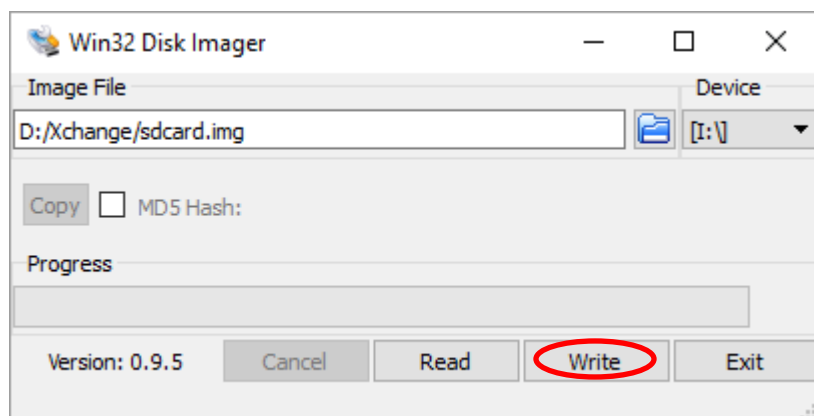 Win32 Disk Imager
Image File Device
D:/Xchange/sdcard.img [I:\]
Copy MD5 Hash:
Progress
Version: 0.9.5 Cancel Read Write Exit